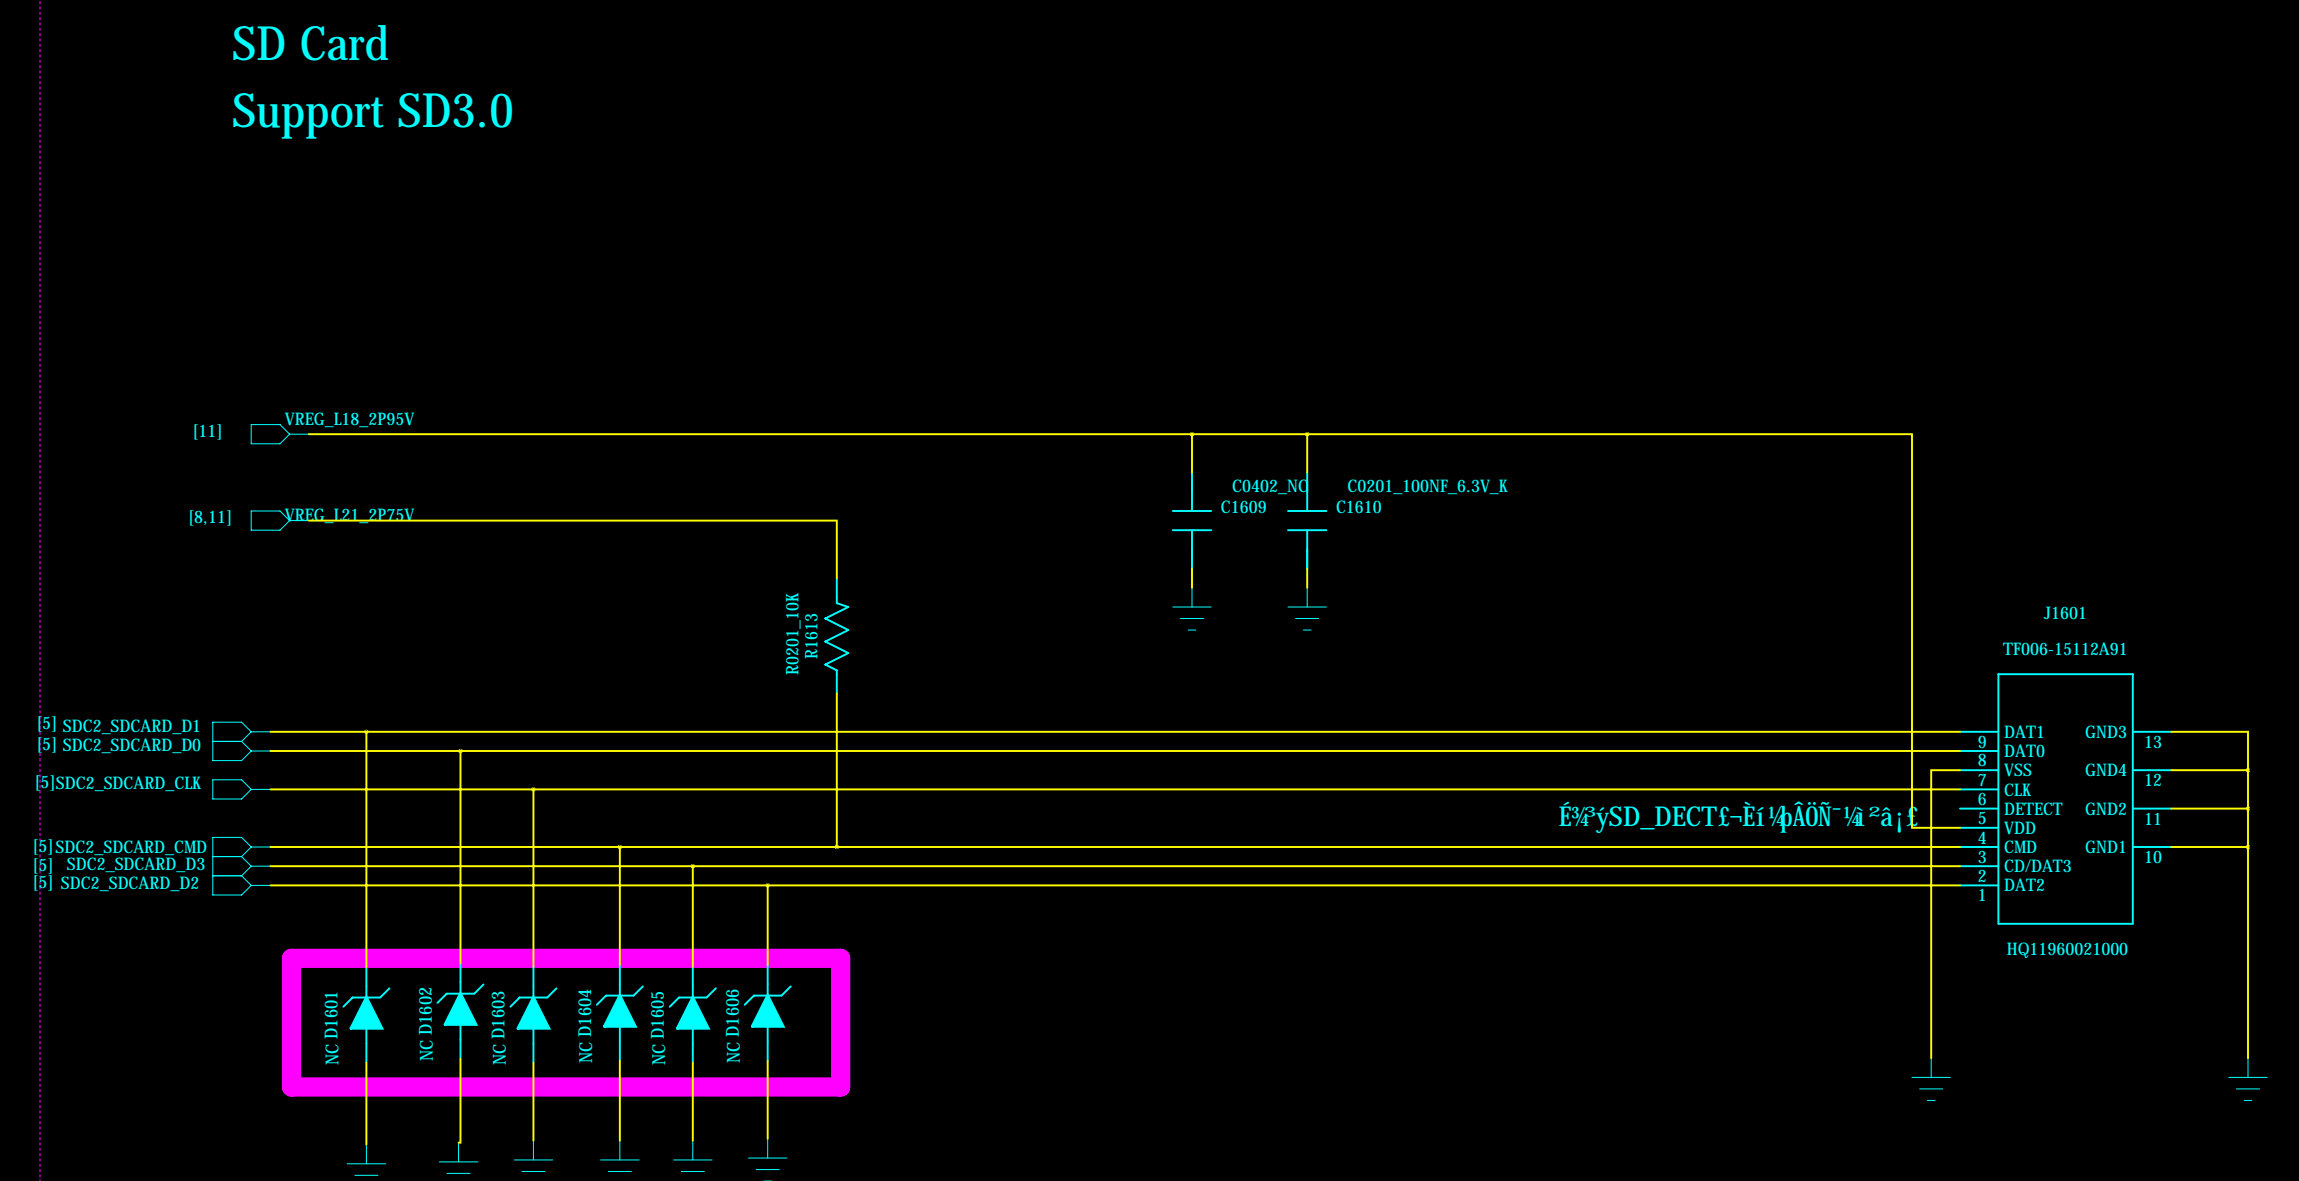 SD Card
Support SD3.0
[11]
VREG_L18_2P95V
[8,11]
VREG_L21_2P75V
C0402_NC
C1609
C0201_100NF_6.3V_K
C1610
R0201_10K
R1613
J1601
TF006-15112A91
[5] SDC2_SDCARD_D1
[5] SDC2_SDCARD_D0
[5]SDC2_SDCARD_CLK
[5]SDC2_SDCARD_CMD
[5] SDC2_SDCARD_D3
[5] SDC2_SDCARD_D2
SD_DECT
DAT1
9
DAT0
8
VSS
7
CLK
6
DETECT
5
VDD
4
CMD
3
CD/DAT3
2
DAT2
1
GND3
13
GND4
12
GND2
11
GND1
10
HQ11960021000
NC D1601
NC D1602
NC D1603
NC D1604
NC D1605
NC D1606